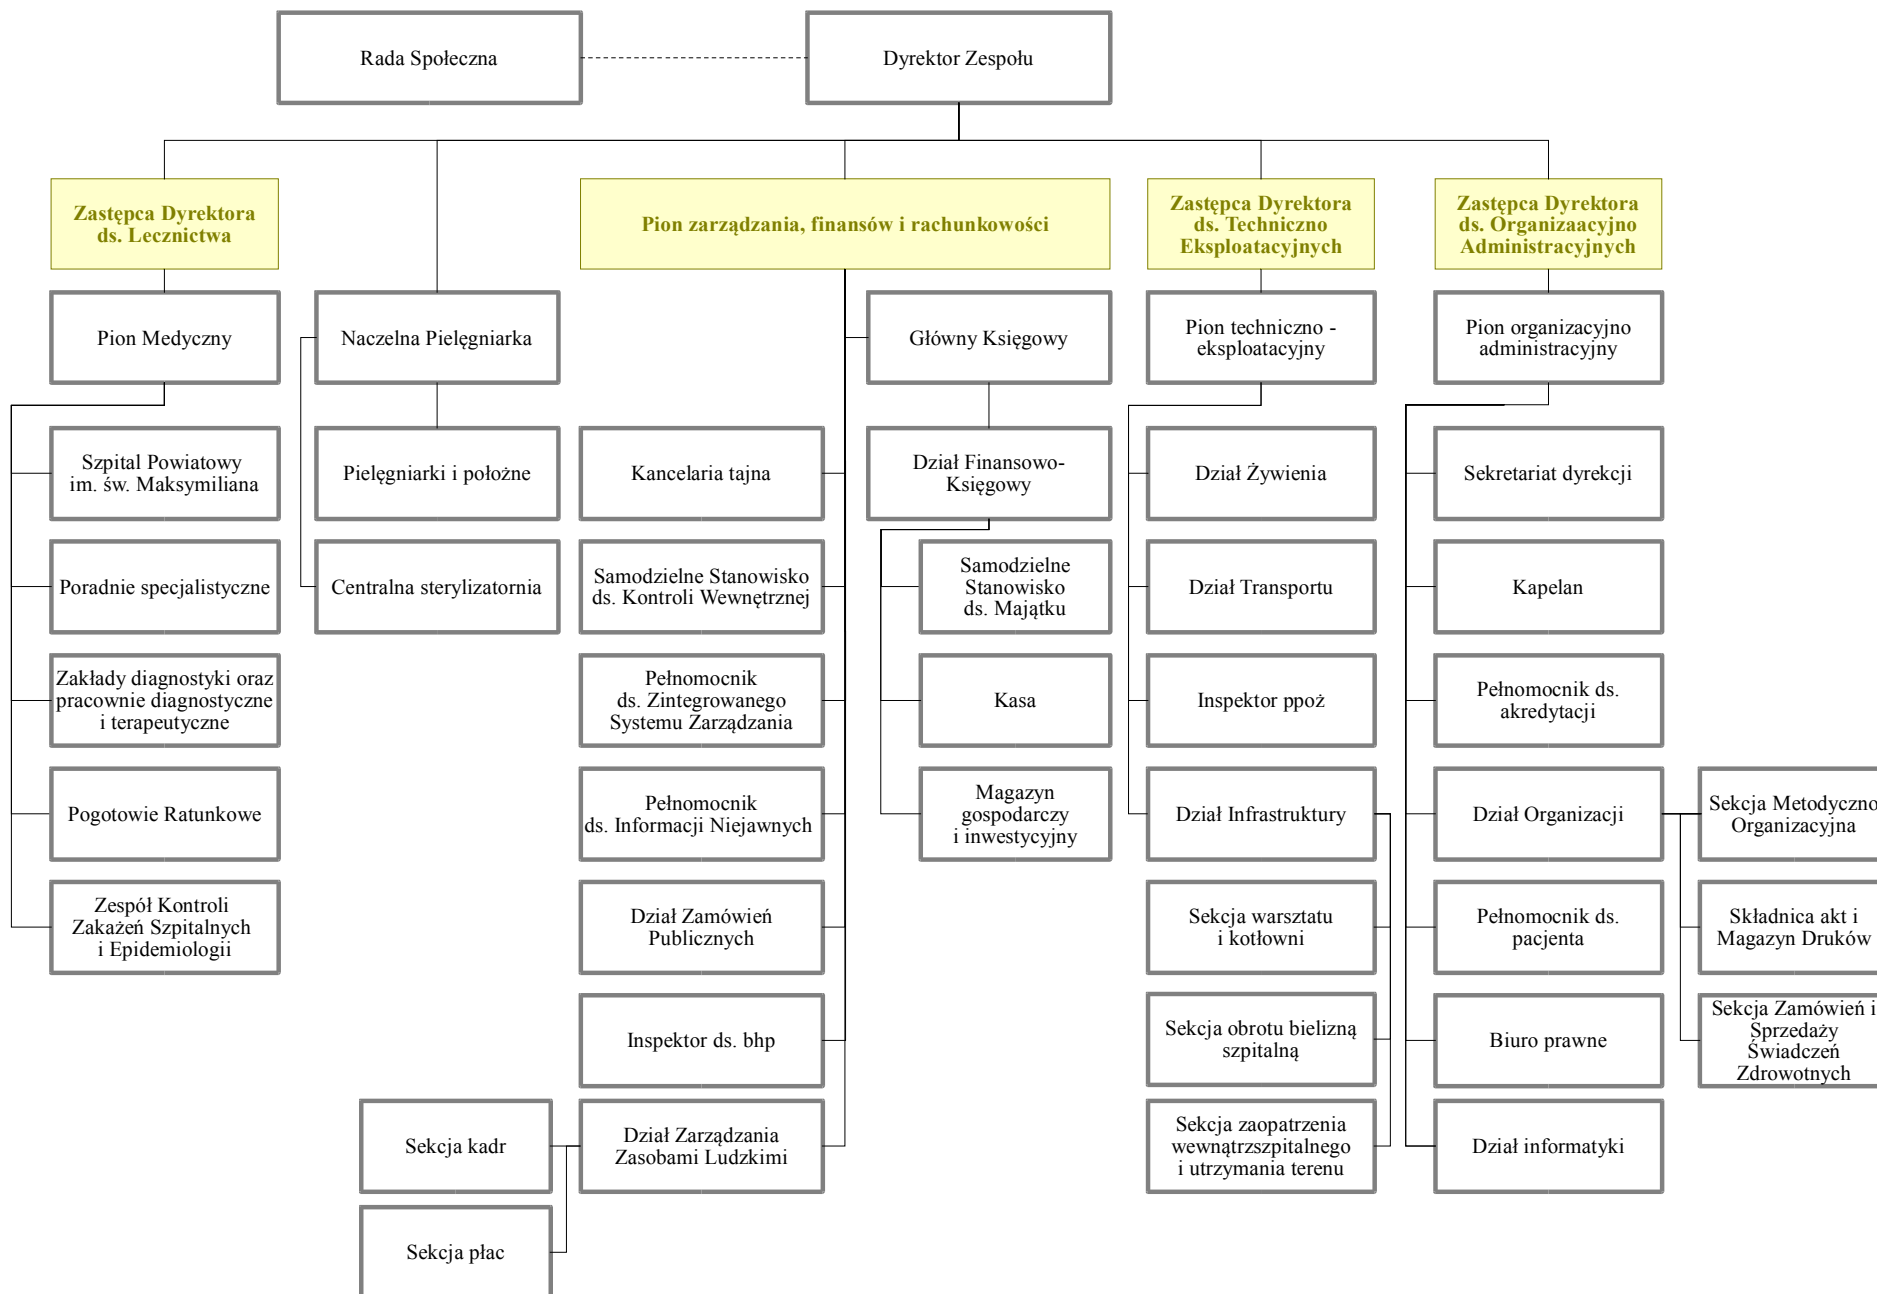 Rada Społeczna
Dyrektor Zespołu
Zastępca Dyrektora
ds. Lecznictwa
Pion zarządzania, finansów i rachunkowości
Zastępca Dyrektora
ds. Techniczno
Eksploatacyjnych
Zastępca Dyrektora
ds. Organizaacyjno
Administracyjnych
Pion Medyczny
Naczelna Pielęgniarka
Główny Księgowy
Pion techniczno -
eksploatacyjny
Pion organizacyjno
administracyjny
Szpital Powiatowy
im. św. Maksymiliana
Pielęgniarki i położne
Kancelaria tajna
Dział Finansowo-
Księgowy
Dział Żywienia
Sekretariat dyrekcji
Poradnie specjalistyczne
Centralna sterylizatornia
Samodzielne Stanowisko
ds. Kontroli Wewnętrznej
Samodzielne
Stanowisko
ds. Majątku
Dział Transportu
Kapelan
Zakłady diagnostyki oraz
pracownie diagnostyczne
i terapeutyczne
Pełnomocnik
ds. Zintegrowanego
Systemu Zarządzania
Kasa
Inspektor ppoż
Pełnomocnik ds.
akredytacji
Pogotowie Ratunkowe
Pełnomocnik
ds. Informacji Niejawnych
Magazyn
gospodarczy
i inwestycyjny
Dział Infrastruktury
Dział Organizacji
Sekcja Metodyczno
Organizacyjna
Zespół Kontroli
Zakażeń Szpitalnych
i Epidemiologii
Dział Zamówień
Publicznych
Sekcja warsztatu
i kotłowni
Pełnomocnik ds.
pacjenta
Składnica akt i
Magazyn Druków
Inspektor ds. bhp
Sekcja obrotu bielizną
szpitalną
Biuro prawne
Sekcja Zamówień i
Sprzedaży
Świadczeń
Zdrowotnych
Sekcja kadr
Dział Zarządzania
Zasobami Ludzkimi
Sekcja zaopatrzenia
wewnątrzszpitalnego
i utrzymania terenu
Dział informatyki
Sekcja płac